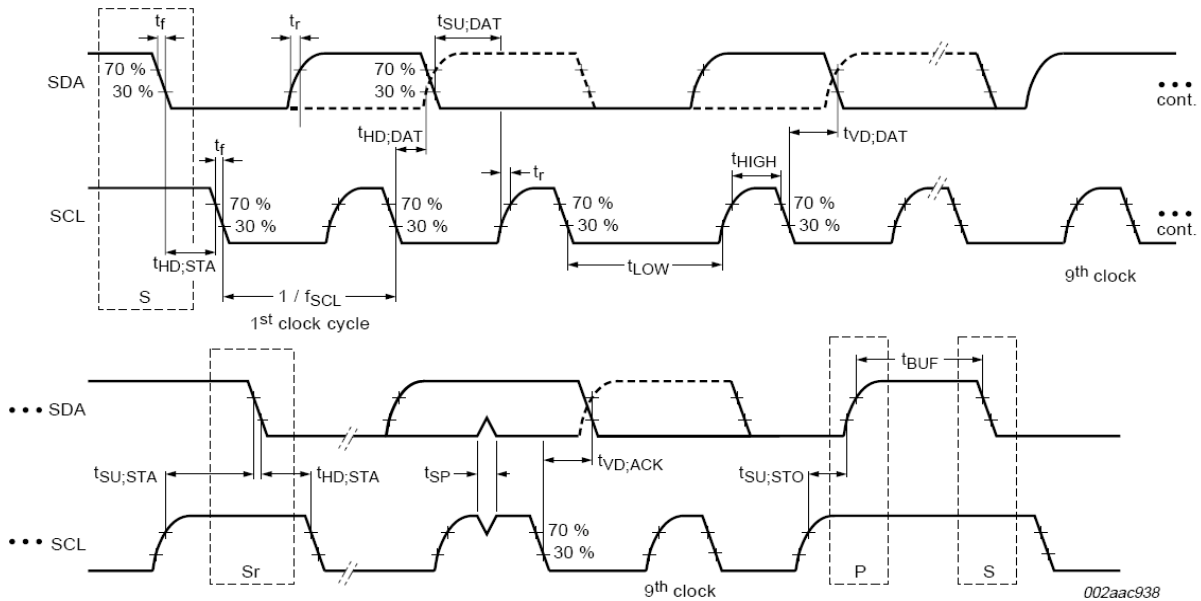 tf
tr
tSU;DAT
SDA
70 %
30 %
70 %
30 %
cont.
tf
tHD;DAT
tr
tHIGH
tVD;DAT
SCL
70 %
30 %
70 %
30 %
70 %
30 %
70 %
30 %
cont.
tHD;STA
tLOW
9th clock
S
1 / fSCL
1st clock cycle
tBUF
SDA
tSU;STA
tHD;STA
tSP
tVD;ACK
tSU;STO
SCL
70 %
30 %
Sr
9th clock
P
S
002aac938